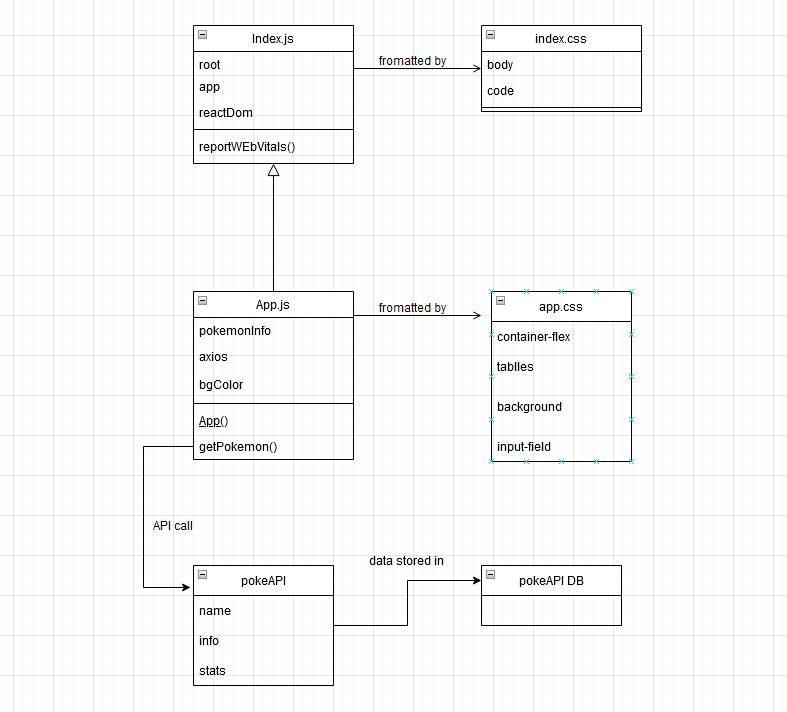 Index.js
root
app
reactDom
reportWEbVitals()
fromatted by
index.css
body
code
App.js
pokemonInfo
axios
bgColor
App()
getPokemon()
fromatted by
app.css
container-flex
tablles
background
input-field
API call
pokeAPI
name
info
stats
data stored in
pokeAPI DB